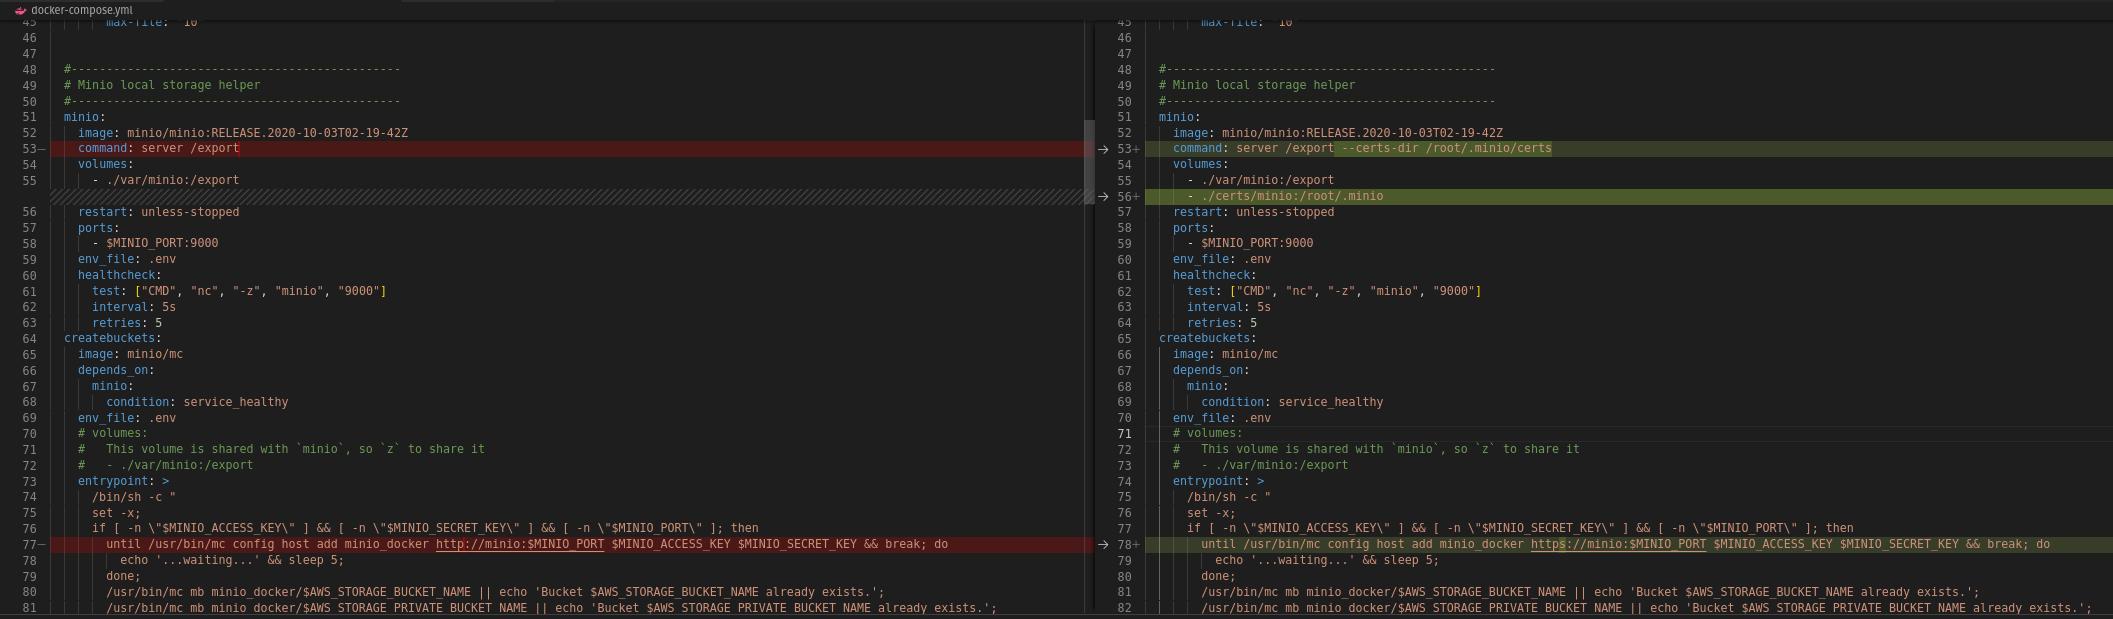 docker-compose.yml
45 max-file: "10"
46
47
48 #-----------------------------------------------
49 # Minio local storage helper
50 #-----------------------------------------------
51 minio:
52 image: minio/minio:RELEASE.2020-10-03T02-19-42Z
53— command: server /export
54 volumes:
55 - ./var/minio:/export
56 restart: unless-stopped
57 ports:
58 - $MINIO_PORT:9000
59 env_file: .env
60 healthcheck:
61 test: ["CMD", "nc", "-z", "minio", "9000"]
62 interval: 5s
63 retries: 5
64 createbuckets:
65 image: minio/mc
66 depends_on:
67 minio:
68 condition: service_healthy
69 env_file: .env
70 # volumes:
71 # This volume is shared with `minio`, so `z` to share it
72 # - ./var/minio:/export
73 entrypoint: >
74 /bin/sh -c "
75 set -x;
76 if [ -n \"$MINIO_ACCESS_KEY\" ] && [ -n \"$MINIO_SECRET_KEY\" ] && [ -n \"$MINIO_PORT\" ]; then
77— until /usr/bin/mc config host add minio_docker http://minio:$MINIO_PORT $MINIO_ACCESS_KEY $MINIO_SECRET_KEY && break; do
78 echo '...waiting...' && sleep 5;
79 done;
80 /usr/bin/mc mb minio_docker/$AWS_STORAGE_BUCKET_NAME || echo 'Bucket $AWS_STORAGE_BUCKET_NAME already exists.';
81 /usr/bin/mc mb minio_docker/$AWS_STORAGE_PRIVATE_BUCKET_NAME || echo 'Bucket $AWS_STORAGE_PRIVATE_BUCKET_NAME already exists.';
45 max-file: "10"
46
47
48 #-----------------------------------------------
49 # Minio local storage helper
50 #-----------------------------------------------
51 minio:
52 image: minio/minio:RELEASE.2020-10-03T02-19-42Z
→ 53+ command: server /export --certs-dir /root/.minio/certs
54 volumes:
55 - ./var/minio:/export
→ 56+ - ./certs/minio:/root/.minio
57 restart: unless-stopped
58 ports:
59 - $MINIO_PORT:9000
60 env_file: .env
61 healthcheck:
62 test: ["CMD", "nc", "-z", "minio", "9000"]
63 interval: 5s
64 retries: 5
65 createbuckets:
66 image: minio/mc
67 depends_on:
68 minio:
69 condition: service_healthy
70 env_file: .env
71 # volumes:
72 # This volume is shared with `minio`, so `z` to share it
73 # - ./var/minio:/export
74 entrypoint: >
75 /bin/sh -c "
76 set -x;
77 if [ -n \"$MINIO_ACCESS_KEY\" ] && [ -n \"$MINIO_SECRET_KEY\" ] && [ -n \"$MINIO_PORT\" ]; then
→ 78+ until /usr/bin/mc config host add minio_docker https://minio:$MINIO_PORT $MINIO_ACCESS_KEY $MINIO_SECRET_KEY && break; do
79 echo '...waiting...' && sleep 5;
80 done;
81 /usr/bin/mc mb minio_docker/$AWS_STORAGE_BUCKET_NAME || echo 'Bucket $AWS_STORAGE_BUCKET_NAME already exists.';
82 /usr/bin/mc mb minio_docker/$AWS_STORAGE_PRIVATE_BUCKET_NAME || echo 'Bucket $AWS_STORAGE_PRIVATE_BUCKET_NAME already exists.';